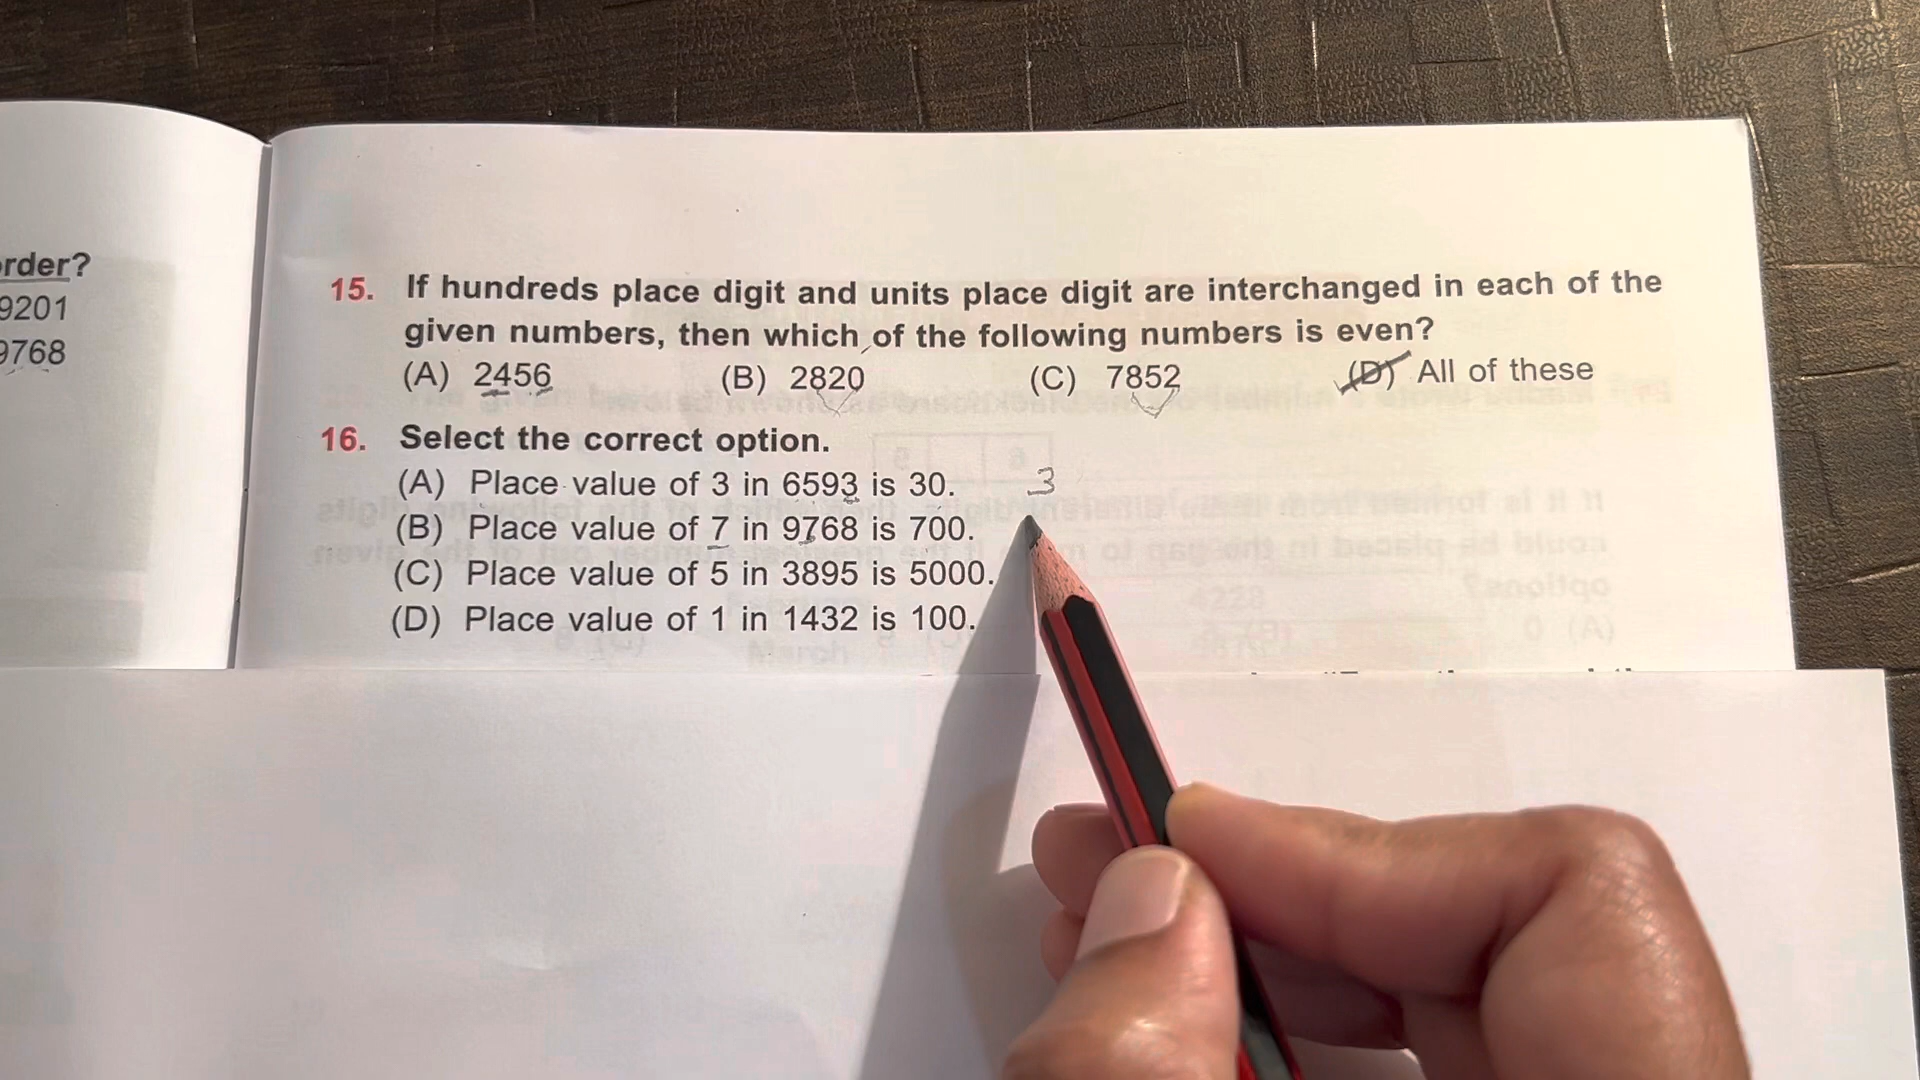 order?
9201
9768
15. If hundreds place digit and units place digit are interchanged in each of the
given numbers, then which of the following numbers is even?
(A) 2456 (B) 2820 (C) 7852 (D) All of these
16. Select the correct option.
(A) Place value of 3 in 6593 is 30. 3
(B) Place value of 7 in 9768 is 700.
(C) Place value of 5 in 3895 is 5000.
(D) Place value of 1 in 1432 is 100.